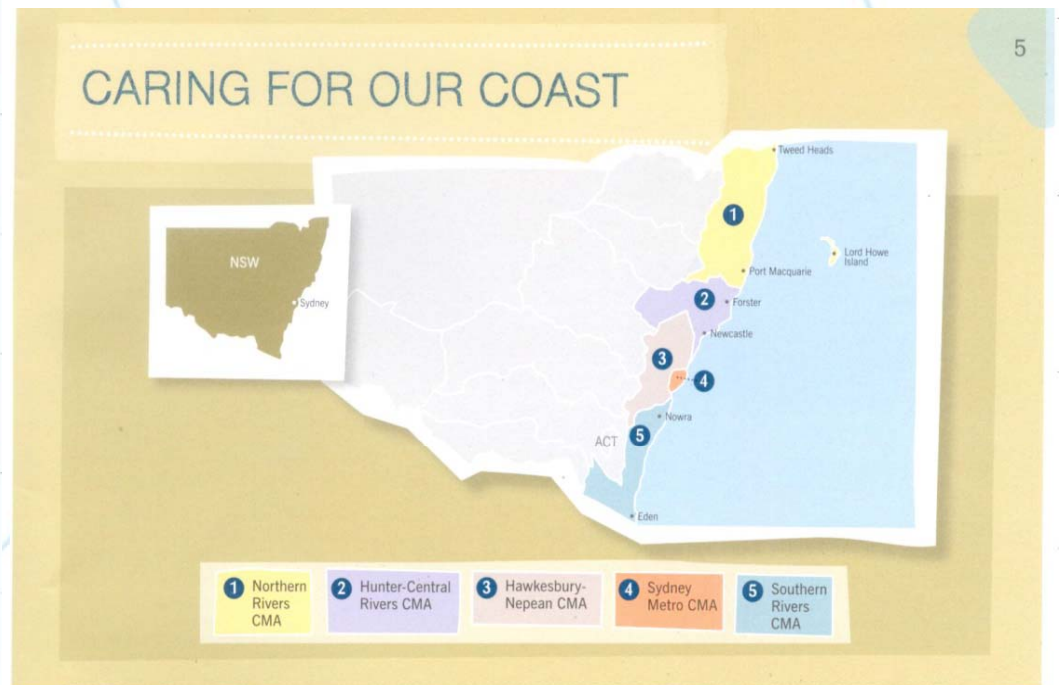 5
CARING FOR OUR COAST
Tweed Heads
1
NSW
Lord Howe
Island
Port Macquarie
Sydney
2
Forster
Newcastle
3
4
Nowra
ACT
5
Eden
1 Northern
Rivers
CMA
2 Hunter-Central
Rivers CMA
3 Hawkesbury-
Nepean CMA
4 Sydney
Metro CMA
5 Southern
Rivers
CMA